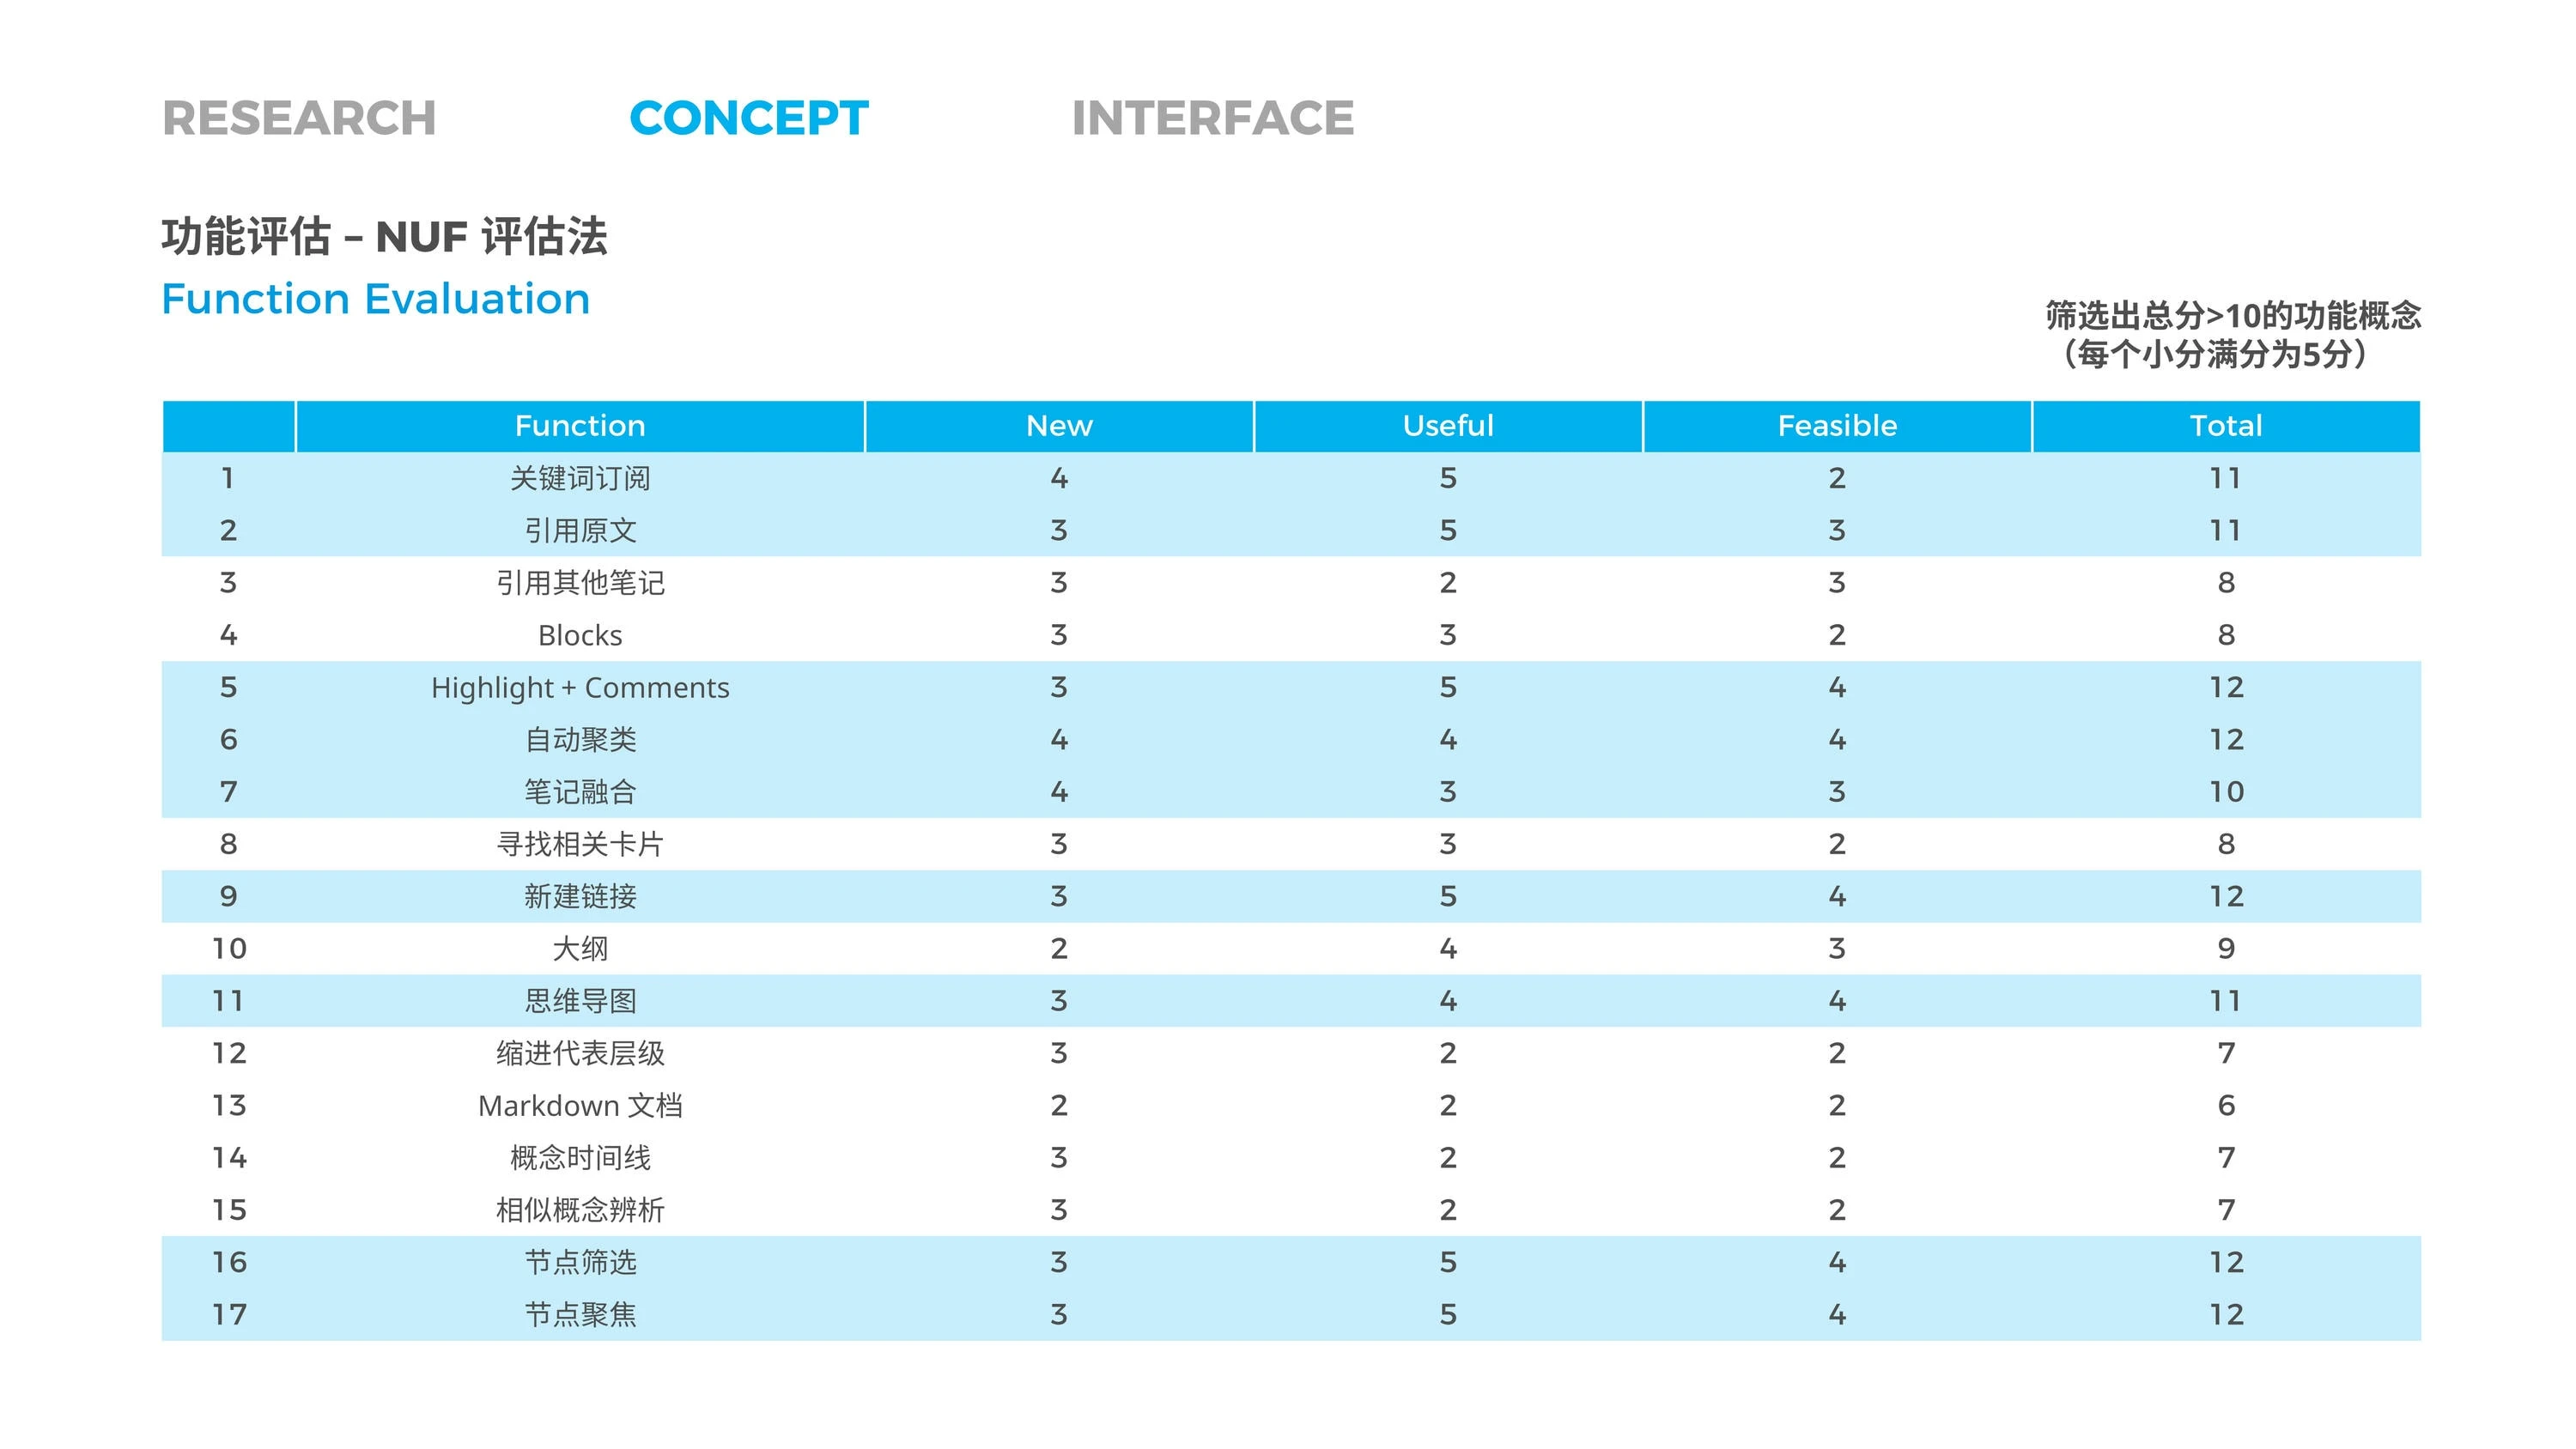 RESEARCH CONCEPT INTERFACE
功能评估 – NUF 评估法
Function Evaluation
筛选出总分>10的功能概念
（每个小分满分为5分）
Function New Useful Feasible Total
1 关键词订阅 4 5 2 11
2 引用原文 3 5 3 11
3 引用其他笔记 3 2 3 8
4 Blocks 3 3 2 8
5 Highlight + Comments 3 5 4 12
6 自动聚类 4 4 4 12
7 笔记融合 4 3 3 10
8 寻找相关卡片 3 3 2 8
9 新建链接 3 5 4 12
10 大纲 2 4 3 9
11 思维导图 3 4 4 11
12 缩进代表层级 3 2 2 7
13 Markdown 文档 2 2 2 6
14 概念时间线 3 2 2 7
15 相似概念辨析 3 2 2 7
16 节点筛选 3 5 4 12
17 节点聚焦 3 5 4 12